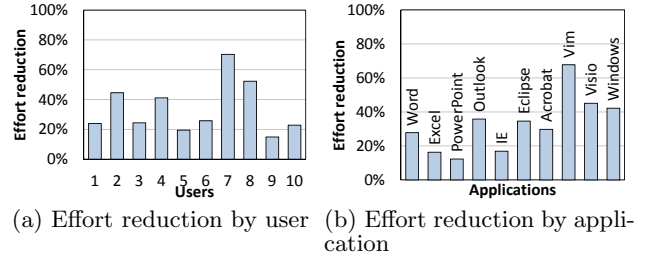 100%
80%
60%
40%
20%
0%
Effort reduction
1 2 3 4 5 6 7 8 9 10
Users
(a) Effort reduction by user
100%
80%
60%
40%
20%
0%
Effort reduction
Word
Excel
PowerPoint
Outlook
IE
Eclipse
Acrobat
Vim
Visio
Windows
Applications
(b) Effort reduction by appli-
cation